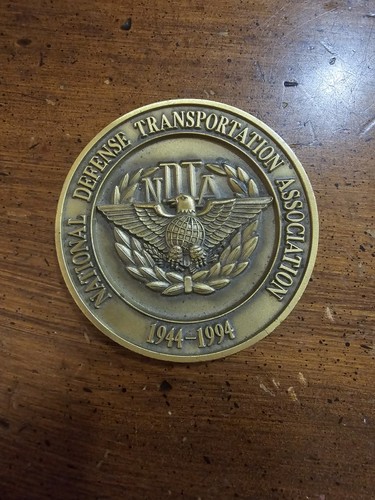 NATIONAL DEFENSE TRANSPORTATION ASSOCIATION
NDTA
1944-1994